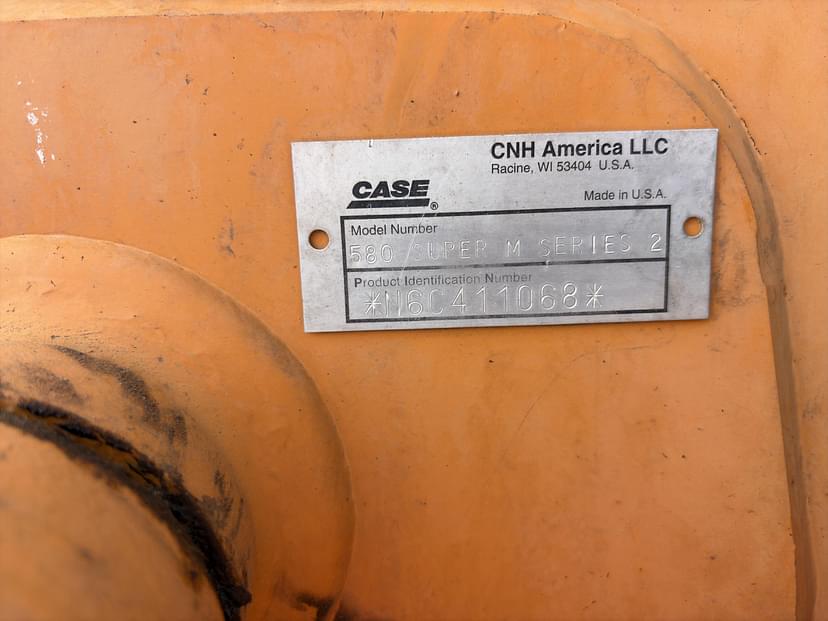 CNH America LLC
Racine, WI 53404 U.S.A.
CASE®
Made in U.S.A.
Model Number
580 SUPER M SERIES 2
Product Identification Number
*N6C411068*